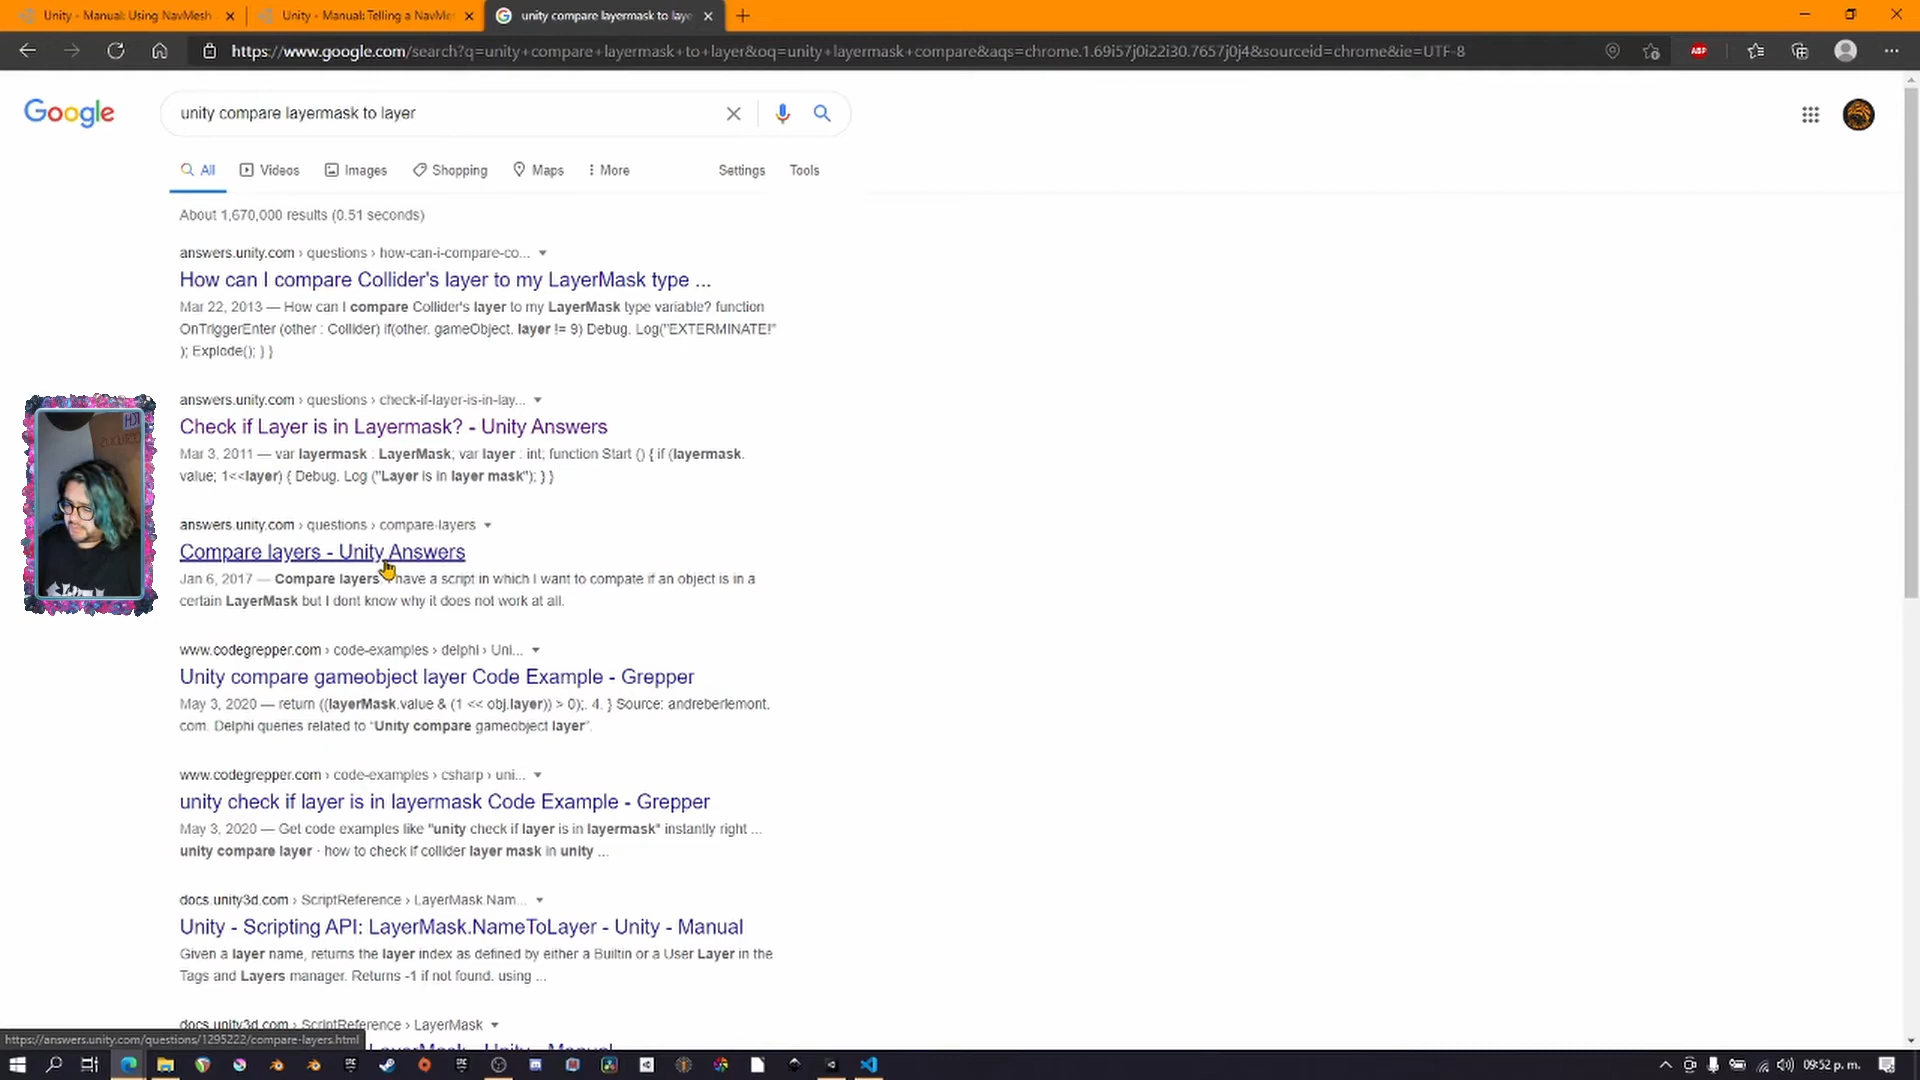 Unity - Manual: Using NavMesh
Unity - Manual: Telling a NavMe
unity compare layermask to laye
https://www.google.com/search?q=unity+compare+layermask+to+layer&oq=unity+layermask+compare&aqs=chrome.1.69i57j0i22i30.7657j0j4&sourceid=chrome&ie=UTF-8
ABP
Google
unity compare layermask to layer
All
Videos
Images
Shopping
Maps
More
Settings
Tools
About 1,670,000 results (0.51 seconds)
answers.unity.com › questions › how-can-i-compare-co...
How can I compare Collider's layer to my LayerMask type ...
Mar 22, 2013 — How can I compare Collider's layer to my LayerMask type variable? function
OnTriggerEnter (other : Collider) if(other. gameObject. layer != 9) Debug. Log("EXTERMINATE!"
); Explode(); } }
answers.unity.com › questions › check-if-layer-is-in-lay...
Check if Layer is in Layermask? - Unity Answers
Mar 3, 2011 — var layermask : LayerMask; var layer : int; function Start () { if (layermask.
value; 1<<layer) { Debug. Log ("Layer is in layer mask"); } }
answers.unity.com › questions › compare-layers
Compare layers - Unity Answers
Jan 6, 2017 — Compare layers. I have a script in which I want to compate if an object is in a
certain LayerMask but I dont know why it does not work at all.
www.codegrepper.com › code-examples › delphi › Uni...
Unity compare gameobject layer Code Example - Grepper
May 3, 2020 — return ((layerMask.value & (1 << obj.layer)) > 0);. 4. } Source: andreberlemont.
com. Delphi queries related to “Unity compare gameobject layer”.
www.codegrepper.com › code-examples › csharp › uni...
unity check if layer is in layermask Code Example - Grepper
May 3, 2020 — Get code examples like "unity check if layer is in layermask" instantly right ...
unity compare layer · how to check if collider layer mask in unity ...
docs.unity3d.com › ScriptReference › LayerMask.Nam...
Unity - Scripting API: LayerMask.NameToLayer - Unity - Manual
Given a layer name, returns the layer index as defined by either a Builtin or a User Layer in the
Tags and Layers manager. Returns -1 if not found. using ...
docs.unity3d.com › ScriptReference › LayerMask
https://answers.unity.com/questions/1295222/compare-layers.html
LayerMask - Unity - Manual
09:52 p. m.